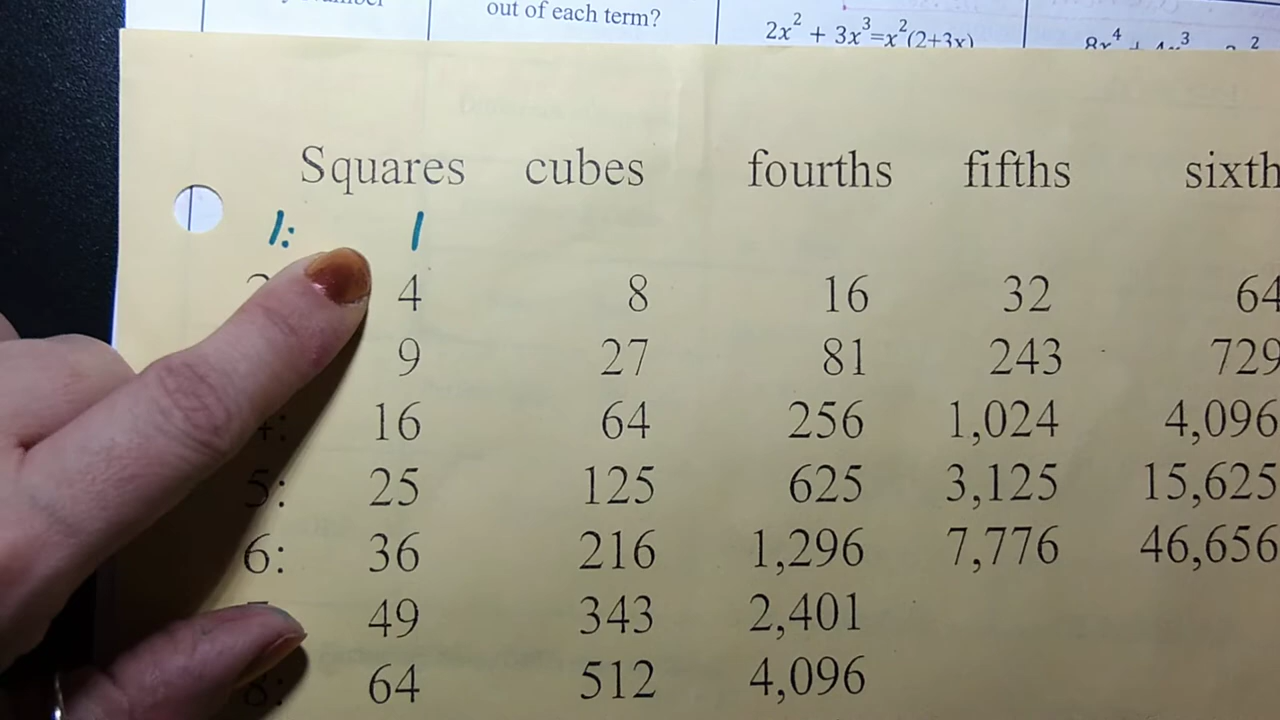 out of each term?
2x² + 3x³=x²(2+3x)
Squares cubes fourths fifths sixth
1: 1
4 8 16 32 64
9 27 81 243 729
4: 16 64 256 1,024 4,096
5: 25 125 625 3,125 15,625
6: 36 216 1,296 7,776 46,656
49 343 2,401
8: 64 512 4,096